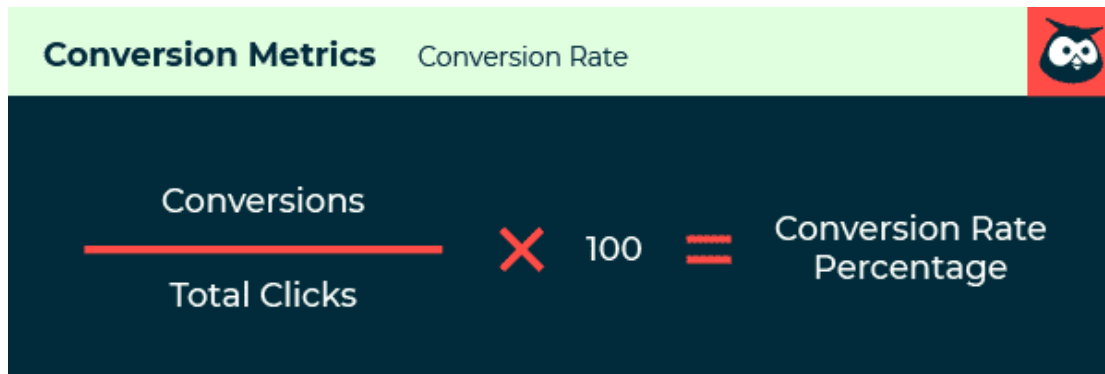 Conversion Metrics Conversion Rate
Conversions
Total Clicks
× 100 =
Conversion Rate
Percentage